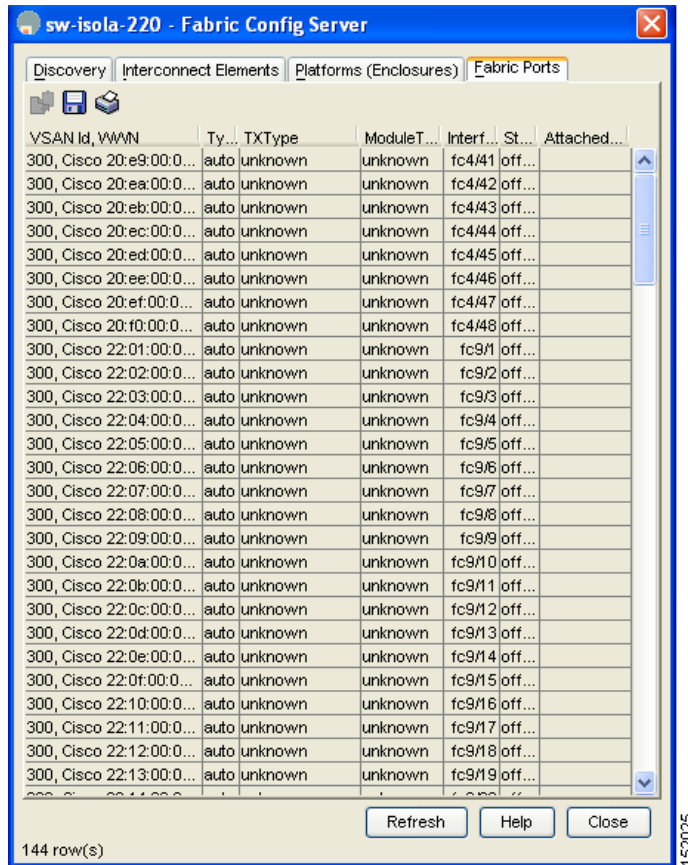 sw-isola-220 - Fabric Config Server
Discovery Interconnect Elements Platforms (Enclosures) Fabric Ports
VSAN Id, WWN Ty... TXType ModuleT... Interf... St... Attached...
300, Cisco 20:e9:00:0... auto unknown unknown fc4/41 off...
300, Cisco 20:ea:00:0... auto unknown unknown fc4/42 off...
300, Cisco 20:eb:00:0... auto unknown unknown fc4/43 off...
300, Cisco 20:ec:00:0... auto unknown unknown fc4/44 off...
300, Cisco 20:ed:00:0... auto unknown unknown fc4/45 off...
300, Cisco 20:ee:00:0... auto unknown unknown fc4/46 off...
300, Cisco 20:ef:00:0... auto unknown unknown fc4/47 off...
300, Cisco 20:f0:00:0... auto unknown unknown fc4/48 off...
300, Cisco 22:01:00:0... auto unknown unknown fc9/1 off...
300, Cisco 22:02:00:0... auto unknown unknown fc9/2 off...
300, Cisco 22:03:00:0... auto unknown unknown fc9/3 off...
300, Cisco 22:04:00:0... auto unknown unknown fc9/4 off...
300, Cisco 22:05:00:0... auto unknown unknown fc9/5 off...
300, Cisco 22:06:00:0... auto unknown unknown fc9/6 off...
300, Cisco 22:07:00:0... auto unknown unknown fc9/7 off...
300, Cisco 22:08:00:0... auto unknown unknown fc9/8 off...
300, Cisco 22:09:00:0... auto unknown unknown fc9/9 off...
300, Cisco 22:0a:00:0... auto unknown unknown fc9/10 off...
300, Cisco 22:0b:00:0... auto unknown unknown fc9/11 off...
300, Cisco 22:0c:00:0... auto unknown unknown fc9/12 off...
300, Cisco 22:0d:00:0... auto unknown unknown fc9/13 off...
300, Cisco 22:0e:00:0... auto unknown unknown fc9/14 off...
300, Cisco 22:0f:00:0... auto unknown unknown fc9/15 off...
300, Cisco 22:10:00:0... auto unknown unknown fc9/16 off...
300, Cisco 22:11:00:0... auto unknown unknown fc9/17 off...
300, Cisco 22:12:00:0... auto unknown unknown fc9/18 off...
300, Cisco 22:13:00:0... auto unknown unknown fc9/19 off...
Refresh Help Close
144 row(s)